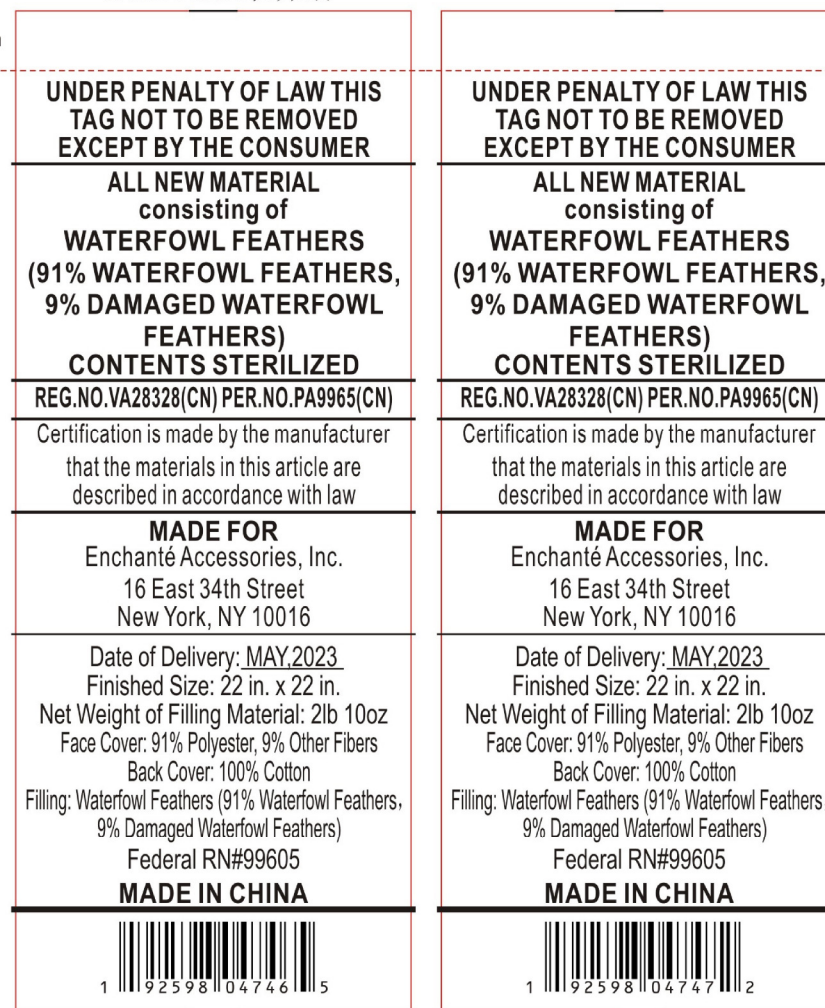 UNDER PENALTY OF LAW THIS
TAG NOT TO BE REMOVED
EXCEPT BY THE CONSUMER
ALL NEW MATERIAL
consisting of
WATERFOWL FEATHERS
(91% WATERFOWL FEATHERS,
9% DAMAGED WATERFOWL
FEATHERS)
CONTENTS STERILIZED
REG.NO.VA28328(CN) PER.NO.PA9965(CN)
Certification is made by the manufacturer
that the materials in this article are
described in accordance with law
MADE FOR
Enchanté Accessories, Inc.
16 East 34th Street
New York, NY 10016
Date of Delivery: MAY,2023
Finished Size: 22 in. x 22 in.
Net Weight of Filling Material: 2lb 10oz
Face Cover: 91% Polyester, 9% Other Fibers
Back Cover: 100% Cotton
Filling: Waterfowl Feathers (91% Waterfowl Feathers,
9% Damaged Waterfowl Feathers)
Federal RN#99605
MADE IN CHINA
1 92598 04746 5
UNDER PENALTY OF LAW THIS
TAG NOT TO BE REMOVED
EXCEPT BY THE CONSUMER
ALL NEW MATERIAL
consisting of
WATERFOWL FEATHERS
(91% WATERFOWL FEATHERS,
9% DAMAGED WATERFOWL
FEATHERS)
CONTENTS STERILIZED
REG.NO.VA28328(CN) PER.NO.PA9965(CN)
Certification is made by the manufacturer
that the materials in this article are
described in accordance with law
MADE FOR
Enchanté Accessories, Inc.
16 East 34th Street
New York, NY 10016
Date of Delivery: MAY,2023
Finished Size: 22 in. x 22 in.
Net Weight of Filling Material: 2lb 10oz
Face Cover: 91% Polyester, 9% Other Fibers
Back Cover: 100% Cotton
Filling: Waterfowl Feathers (91% Waterfowl Feathers
9% Damaged Waterfowl Feathers)
Federal RN#99605
MADE IN CHINA
1 92598 04747 2